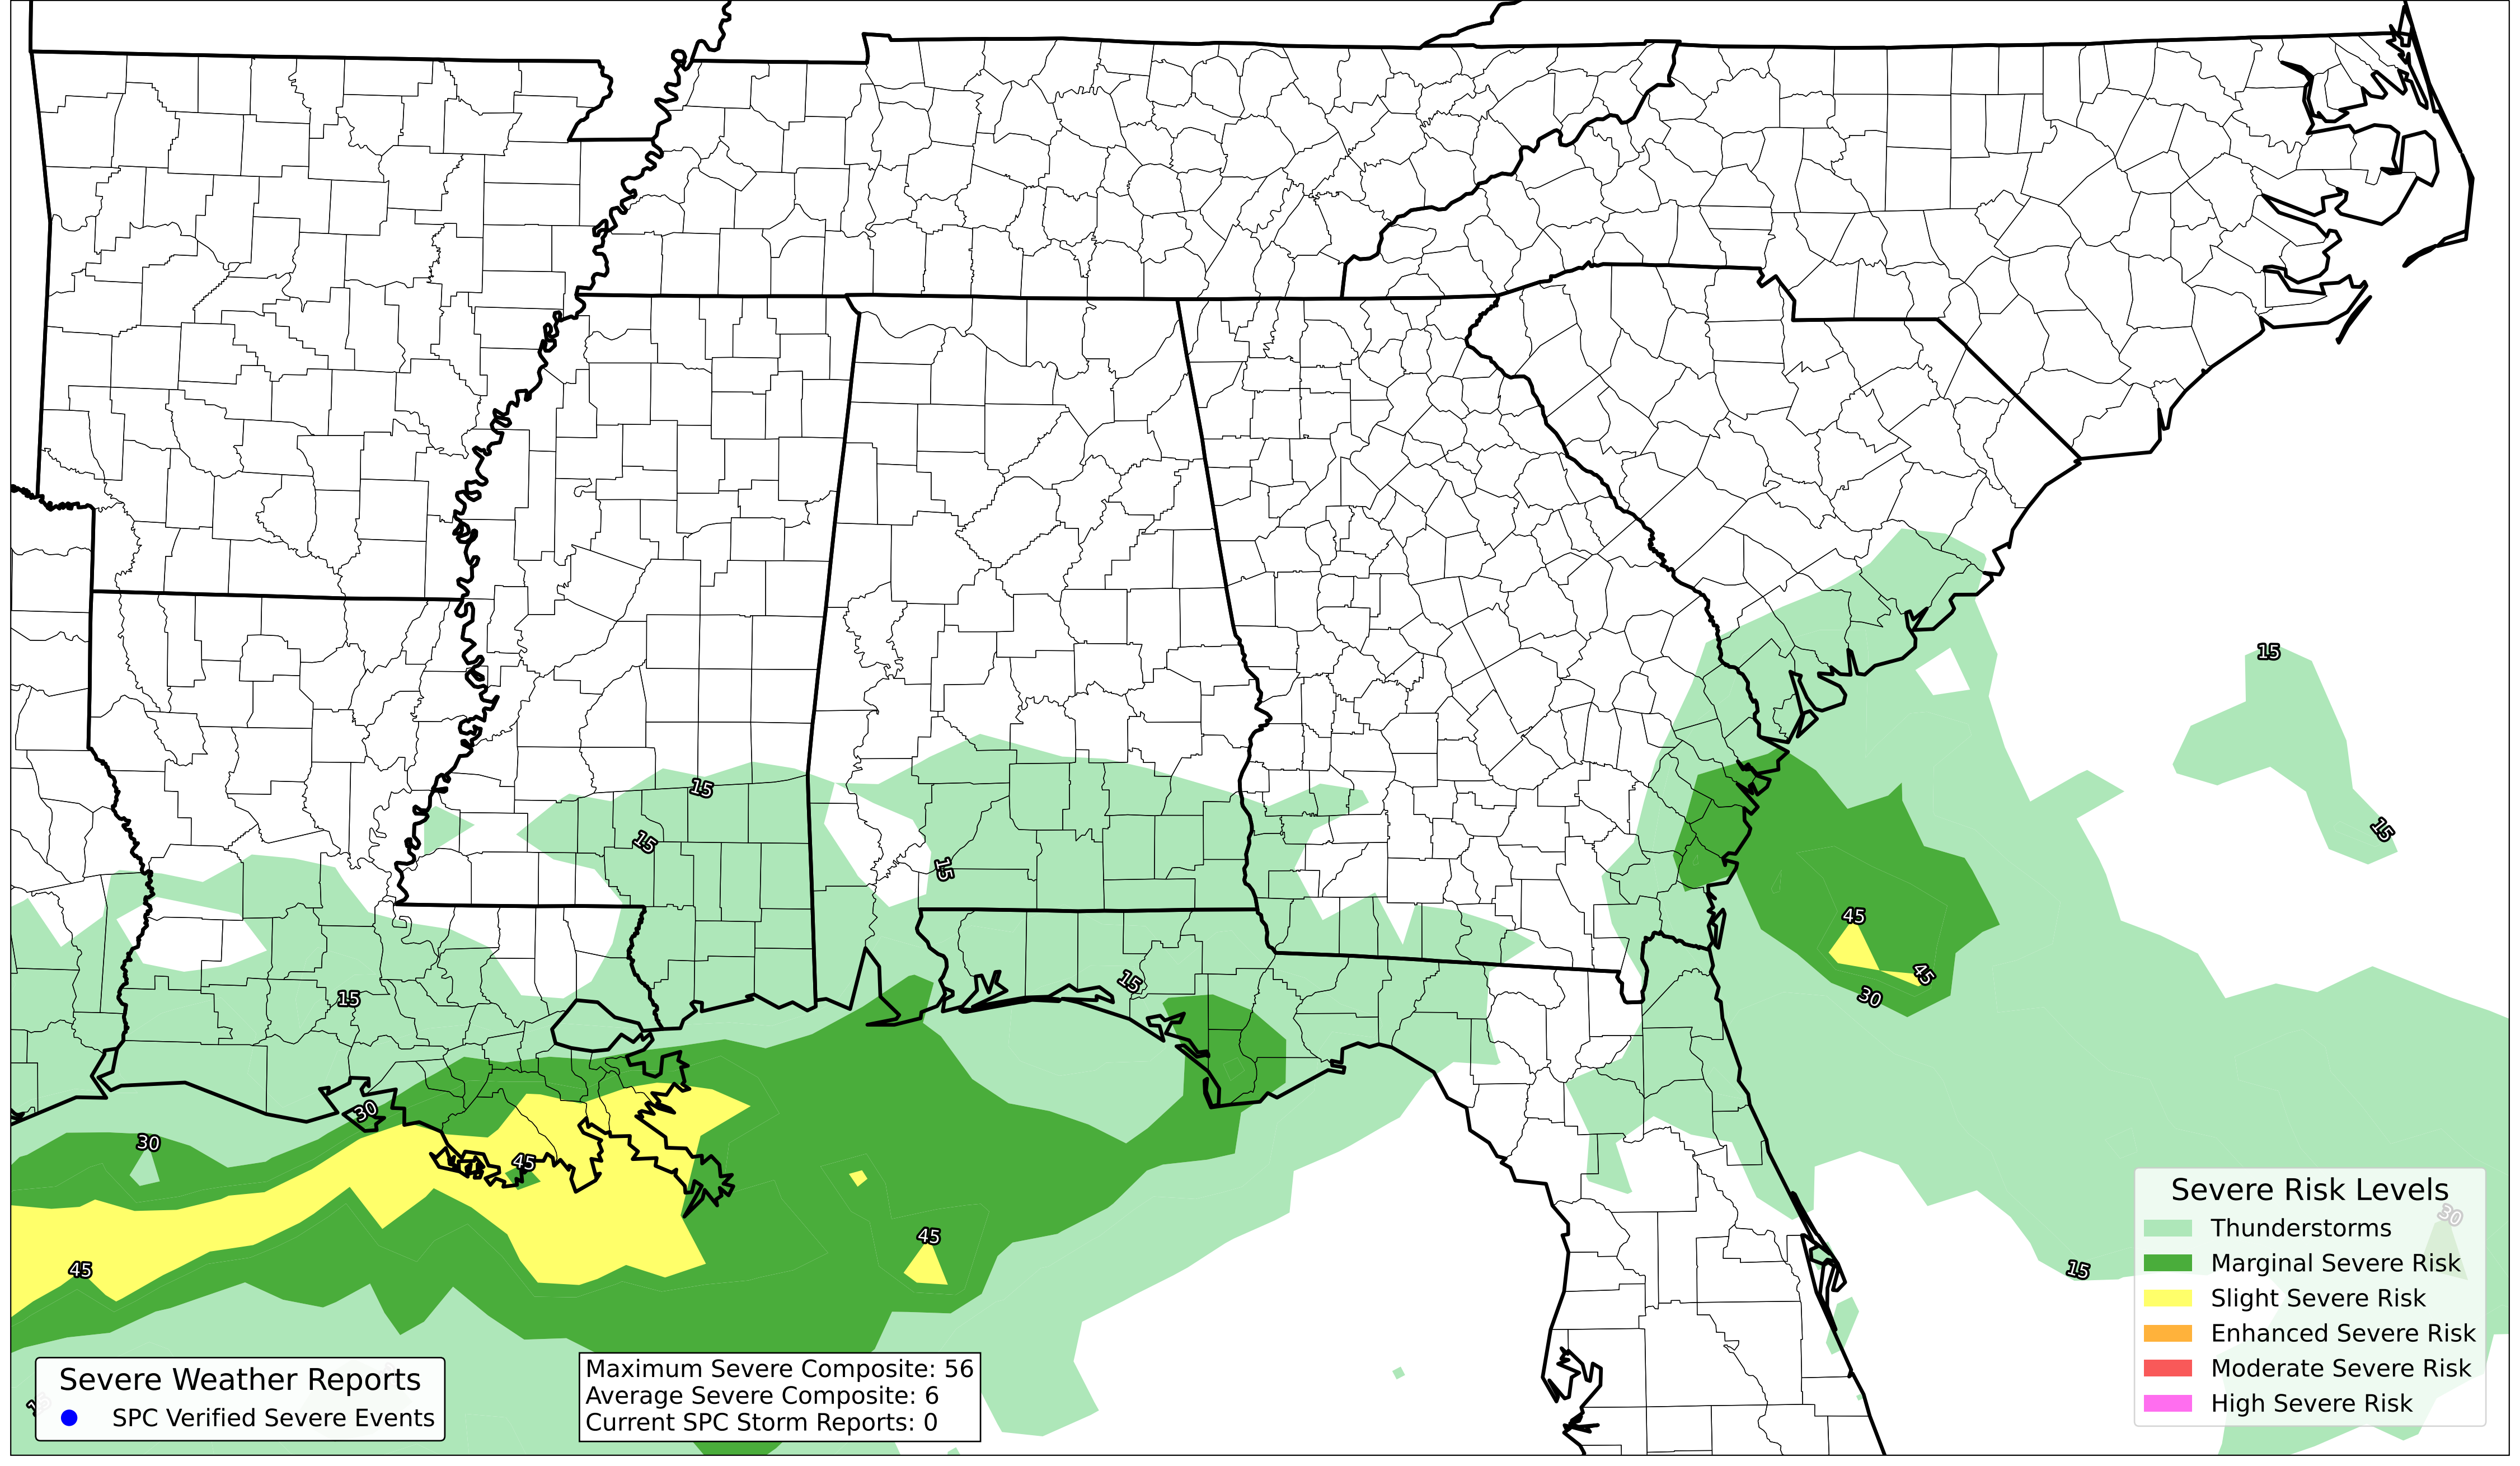 15
15
15
15
15
45
15
15
45
30
30
30
45
45
30
45
15
Severe Risk Levels
Thunderstorms
Marginal Severe Risk
Slight Severe Risk
Enhanced Severe Risk
Moderate Severe Risk
High Severe Risk
Severe Weather Reports
SPC Verified Severe Events
Maximum Severe Composite: 56
Average Severe Composite: 6
Current SPC Storm Reports: 0